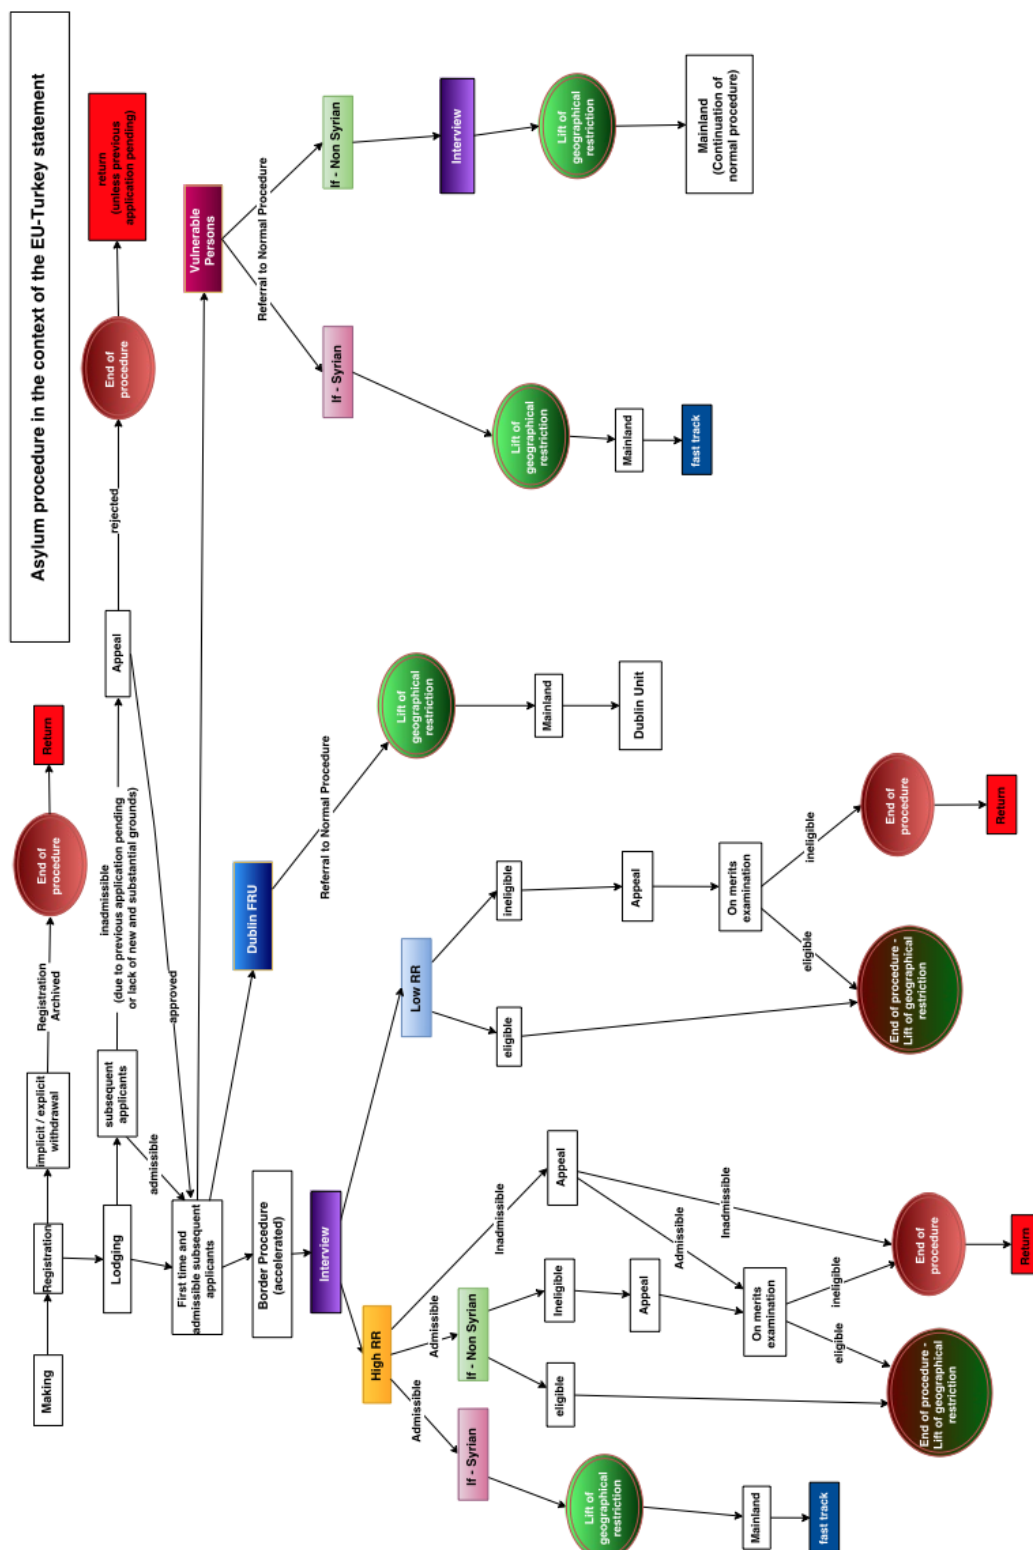 Asylum procedure in the context of the EU-Turkey statement
Making
Registration
implicit / explicit
withdrawal
Registration
Archived
End of
procedure
Return
Lodging
subsequent
applicants
inadmissible
(due to previous application pending
or lack of new and substantial grounds)
Appeal
rejected
End of
procedure
return
(unless previous
application pending)
admissible
approved
First time and
admissible subsequent
applicants
Vulnerable
Persons
Referral to Normal Procedure
If - Syrian
Lift of
geographical
restriction
Mainland
fast track
If - Non Syrian
Interview
Lift of
geographical
restriction
Mainland
(Continuation of
normal procedure)
Dublin FRU
Referral to Normal Procedure
Lift of
geographical
restriction
Mainland
Dublin Unit
Border Procedure
(accelerated)
Interview
High RR
Admissible
If - Syrian
Lift of
geographical
restriction
Mainland
fast track
Admissible
If - Non Syrian
eligible
Ineligible
Appeal
Inadmissible
Appeal
Admissible
Inadmissible
On merits
examination
eligible
ineligible
End of procedure -
Lift of geographical
restriction
End of
procedure
Return
Low RR
eligible
ineligible
Appeal
On merits
examination
eligible
ineligible
End of procedure -
Lift of geographical
restriction
End of
procedure
Return